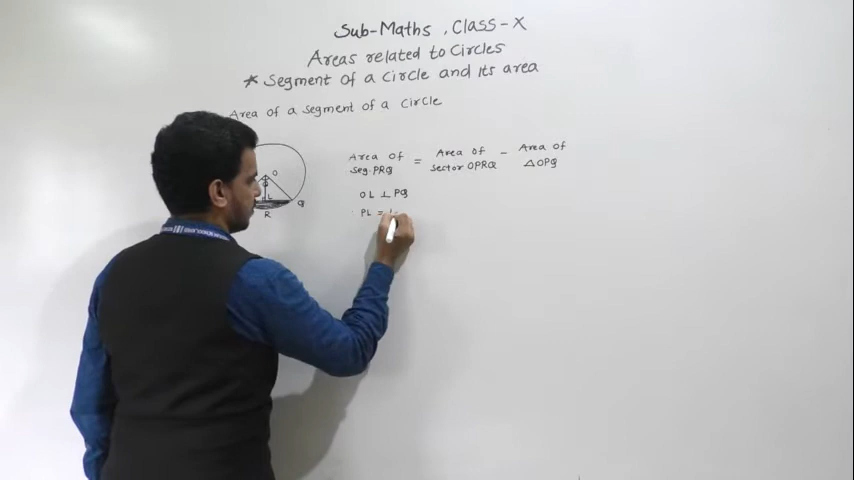 Sub-Maths, Class-X
Areas related to Circles
* Segment of a circle and its area
Area of a segment of a circle
Area of Seg. PRQ = Area of Sector OPRQ - Area of △OPQ
O
L
Q
R
OL ⊥ PQ
∴ PL = L